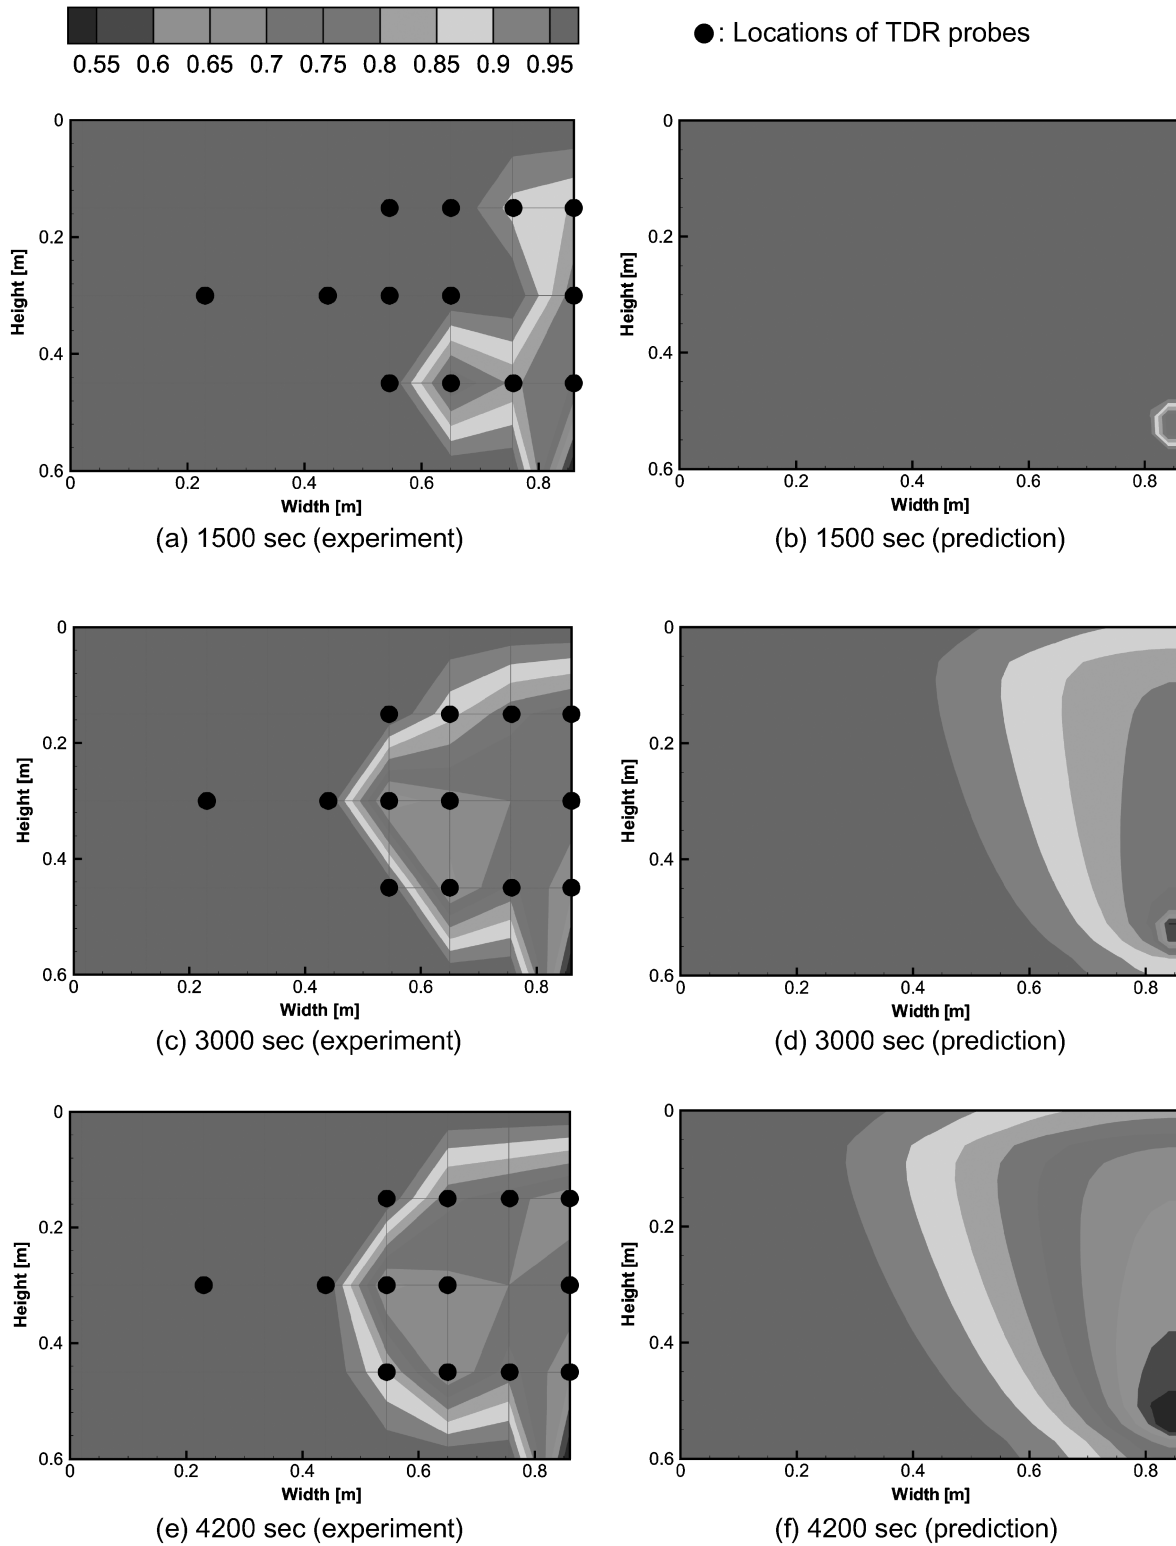 0.55 0.6 0.65 0.7 0.75 0.8 0.85 0.9 0.95
: Locations of TDR probes
0
0.2
0.4
0.6
Height [m]
0 0.2 0.4 0.6 0.8
Width [m]
(a) 1500 sec (experiment)
0
0.2
0.4
0.6
Height [m]
0 0.2 0.4 0.6 0.8
Width [m]
(b) 1500 sec (prediction)
0
0.2
0.4
0.6
Height [m]
0 0.2 0.4 0.6 0.8
Width [m]
(c) 3000 sec (experiment)
0
0.2
0.4
0.6
Height [m]
0 0.2 0.4 0.6 0.8
Width [m]
(d) 3000 sec (prediction)
0
0.2
0.4
0.6
Height [m]
0 0.2 0.4 0.6 0.8
Width [m]
(e) 4200 sec (experiment)
0
0.2
0.4
0.6
Height [m]
0 0.2 0.4 0.6 0.8
Width [m]
(f) 4200 sec (prediction)